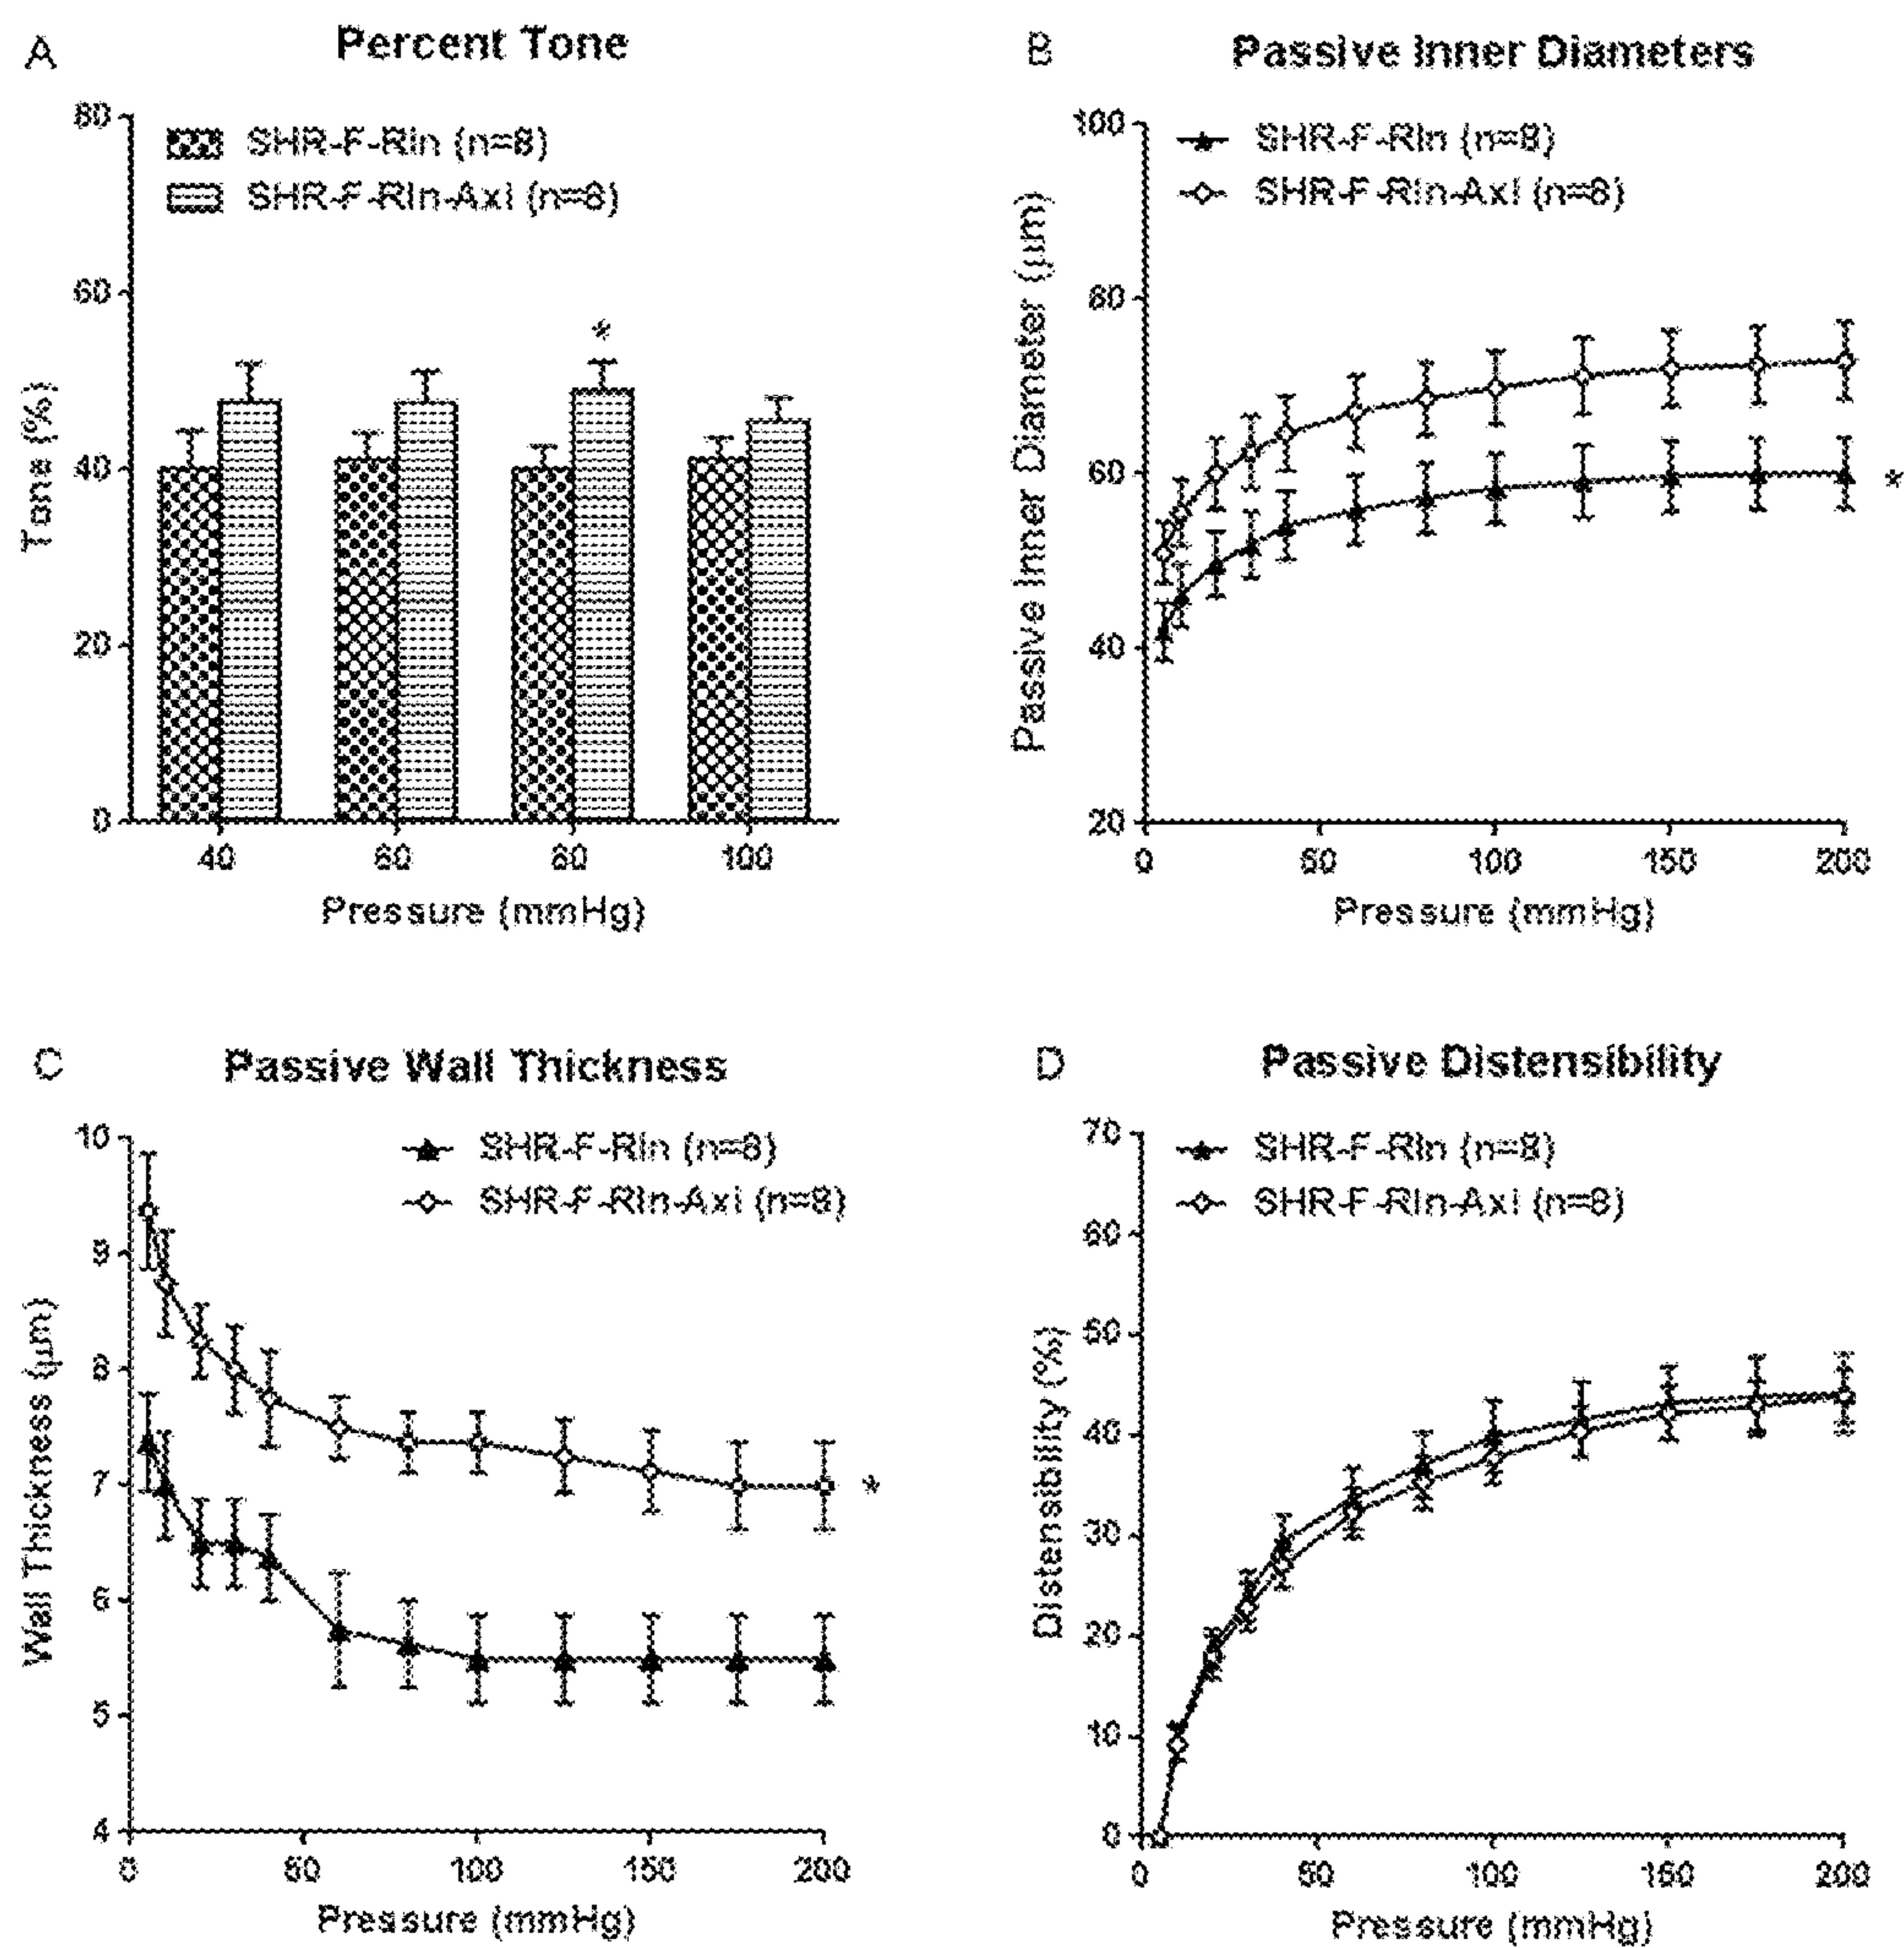 A Percent Tone
80
SHR-F-Rln (n=8)
SHR-F-Rln-Axi (n=8)
60
*
40
20
0
Tone (%)
40 60 80 100
Pressure (mmHg)
B Passive Inner Diameters
100
SHR-F-Rln (n=8)
SHR-F-Rln-Axi (n=8)
80
60
*
40
20
Passive Inner Diameter (μm)
0 50 100 150 200
Pressure (mmHg)
C Passive Wall Thickness
10
SHR-F-Rln (n=8)
SHR-F-Rln-Axi (n=8)
9
8
7
*
6
5
4
Wall Thickness (μm)
0 50 100 150 200
Pressure (mmHg)
D Passive Distensibility
70
SHR-F-Rln (n=8)
SHR-F-Rln-Axi (n=8)
60
50
40
30
20
10
0
Distensibility (%)
0 50 100 150 200
Pressure (mmHg)